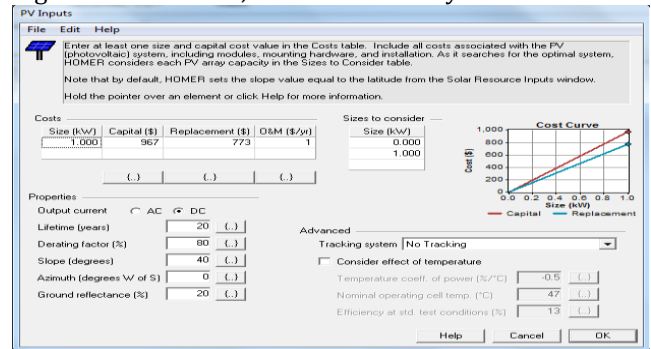 PV Inputs
File Edit Help
Enter at least one size and capital cost value in the Costs table. Include all costs associated with the PV
(photovoltaic) system, including modules, mounting hardware, and installation. As it searches for the optimal system,
HOMER considers each PV array capacity in the Sizes to Consider table.
Note that by default, HOMER sets the slope value equal to the latitude from the Solar Resource Inputs window.
Hold the pointer over an element or click Help for more information.
Costs
Size (kW) Capital ($) Replacement ($) O&M ($/yr)
1.000 967 773 1
{..} {..} {..}
Sizes to consider
Size (kW)
0.000
1.000
Cost Curve
Cost ($)
1,000
800
600
400
200
0
0.0 0.2 0.4 0.6 0.8 1.0
Size (kW)
Capital Replacement
Properties
Output current AC DC
Lifetime (years) 20 {..}
Derating factor (%) 80 {..}
Slope (degrees) 40 {..}
Azimuth (degrees W of S) 0 {..}
Ground reflectance (%) 20 {..}
Advanced
Tracking system No Tracking
Consider effect of temperature
Temperature coeff. of power (%/°C) -0.5 {..}
Nominal operating cell temp. (°C) 47 {..}
Efficiency at std. test conditions (%) 13 {..}
Help Cancel OK